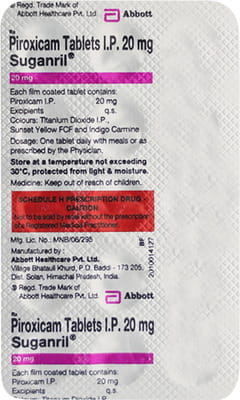 ® Regd. Trade Mark of
Abbott Healthcare Pvt. Ltd. Abbott
Rx
Piroxicam Tablets I.P. 20 mg
Suganril®
20 mg
Each film coated tablet contains:
Piroxicam I.P. 20 mg
Excipients q.s.
Colours: Titanium Dioxide I.P.,
Sunset Yellow FCF and Indigo Carmine
Dosage: One tablet daily with meals or as
prescribed by the Physician.
Store at a temperature not exceeding
30°C, protected from light & moisture.
Medicine: Keep out of reach of children.
SCHEDULE H PRESCRIPTION DRUG
CAUTION
Not to be sold by retail without the prescription
of a Registered Medical Practitioner.
Mfg. Lic. No.: MNB/06/295
Manufactured by:
Abbott Healthcare Pvt. Ltd.
Village Bhatauli Khurd, P.O. Baddi - 173 205,
Dist. Solan, Himachal Pradesh, India.
BF
20100141Z7
® Regd. Trade Mark of
Abbott Healthcare Pvt. Ltd. Abbott
Rx
Piroxicam Tablets I.P. 20 mg
Suganril®
20 mg
Each film coated tablet contains:
Piroxicam I.P. 20 mg
Excipients q.s.
Colours: Titanium Dioxide I.P.,